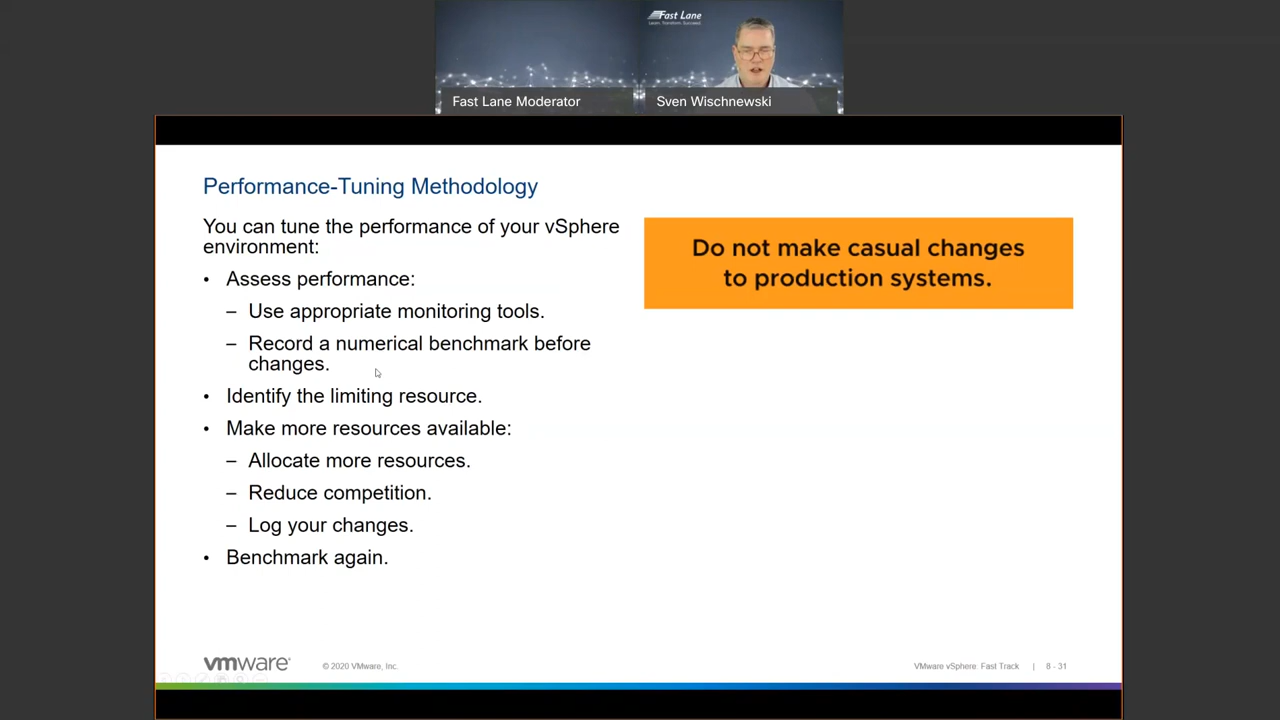 Fast Lane
Learn. Transform. Succeed.
Fast Lane Moderator
Sven Wischnewski
Performance-Tuning Methodology
You can tune the performance of your vSphere
environment:
• Assess performance:
– Use appropriate monitoring tools.
– Record a numerical benchmark before
changes.
• Identify the limiting resource.
• Make more resources available:
– Allocate more resources.
– Reduce competition.
– Log your changes.
• Benchmark again.
Do not make casual changes
to production systems.
vmware®
© 2020 VMware, Inc.
VMware vSphere. Fast Track | 8 - 31